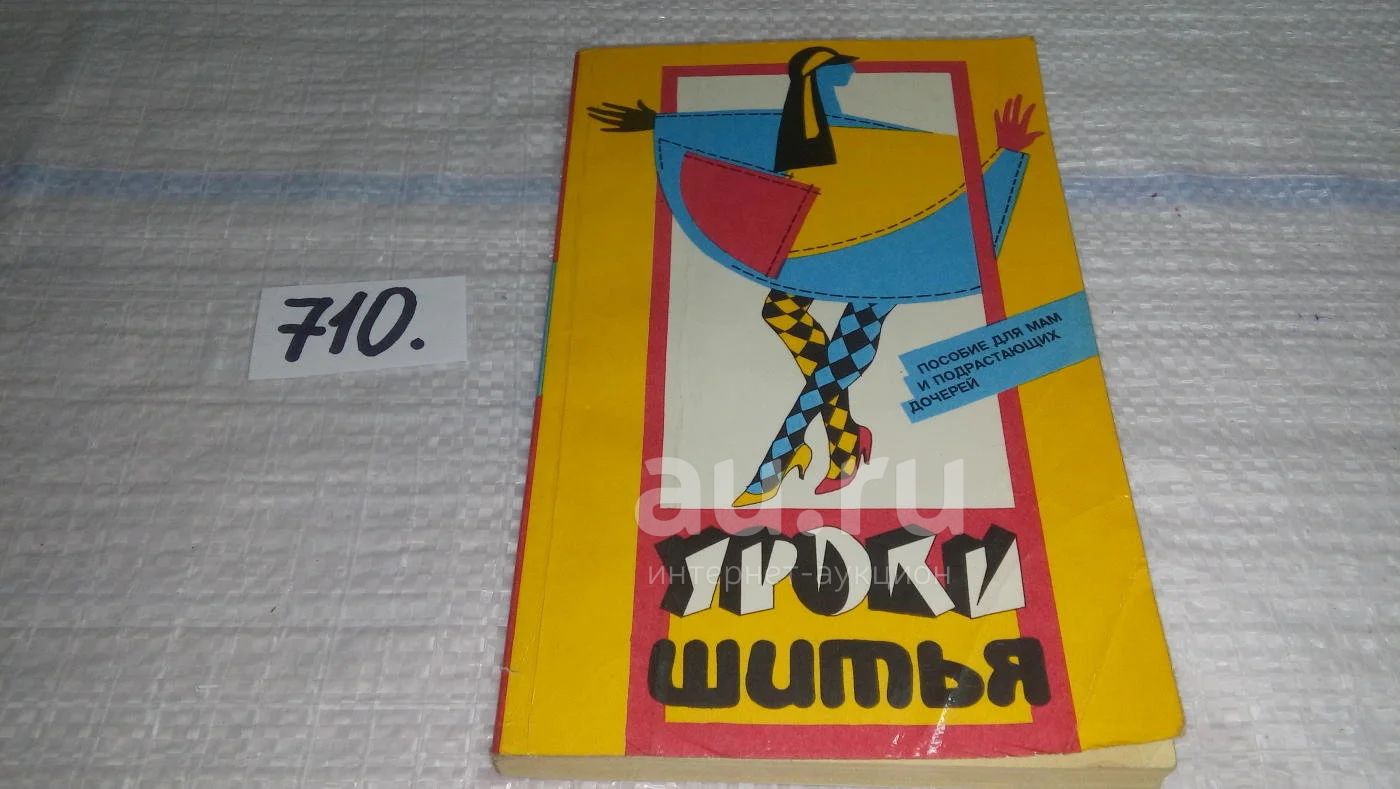 710.
ПОСОБИЕ ДЛЯ МАМ
И ПОДРАСТАЮЩИХ
ДОЧЕРЕЙ
au.ru
интернет-аукцион
УРОКИ
ШИТЬЯ